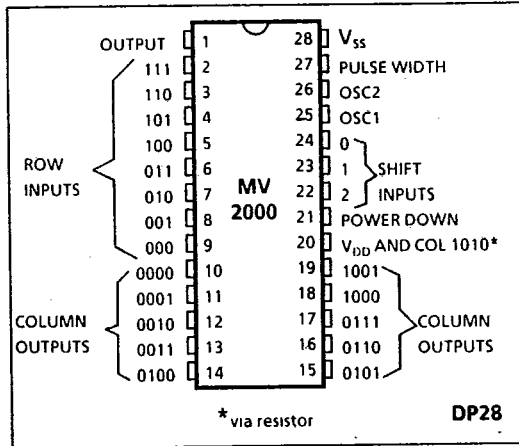 OUTPUT 1 28 VSS
111 2 27 PULSE WIDTH
110 3 26 OSC2
101 4 25 OSC1
100 5 24 0
ROW INPUTS
011 6 23 1 SHIFT INPUTS
010 7 22 2
MV 2000
001 8 21 POWER DOWN
000 9 20 VDD AND COL 1010*
0000 10 19 1001
0001 11 18 1000
COLUMN OUTPUTS
0010 12 17 0111 COLUMN OUTPUTS
0011 13 16 0110
0100 14 15 0101
*via resistor
DP28